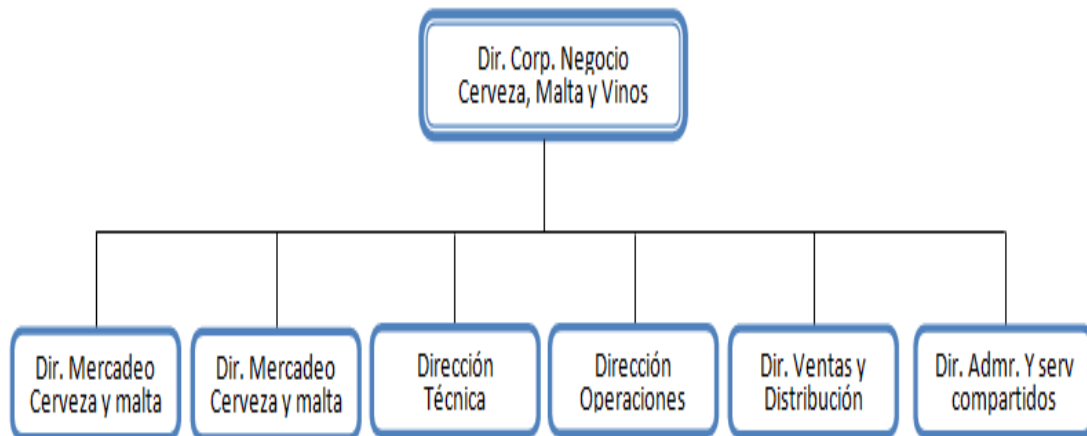 Dir. Corp. Negocio
Cerveza, Malta y Vinos
Dir. Mercadeo
Cerveza y malta
Dir. Mercadeo
Cerveza y malta
Dirección
Técnica
Dirección
Operaciones
Dir. Ventas y
Distribución
Dir. Admr. Y serv
compartidos